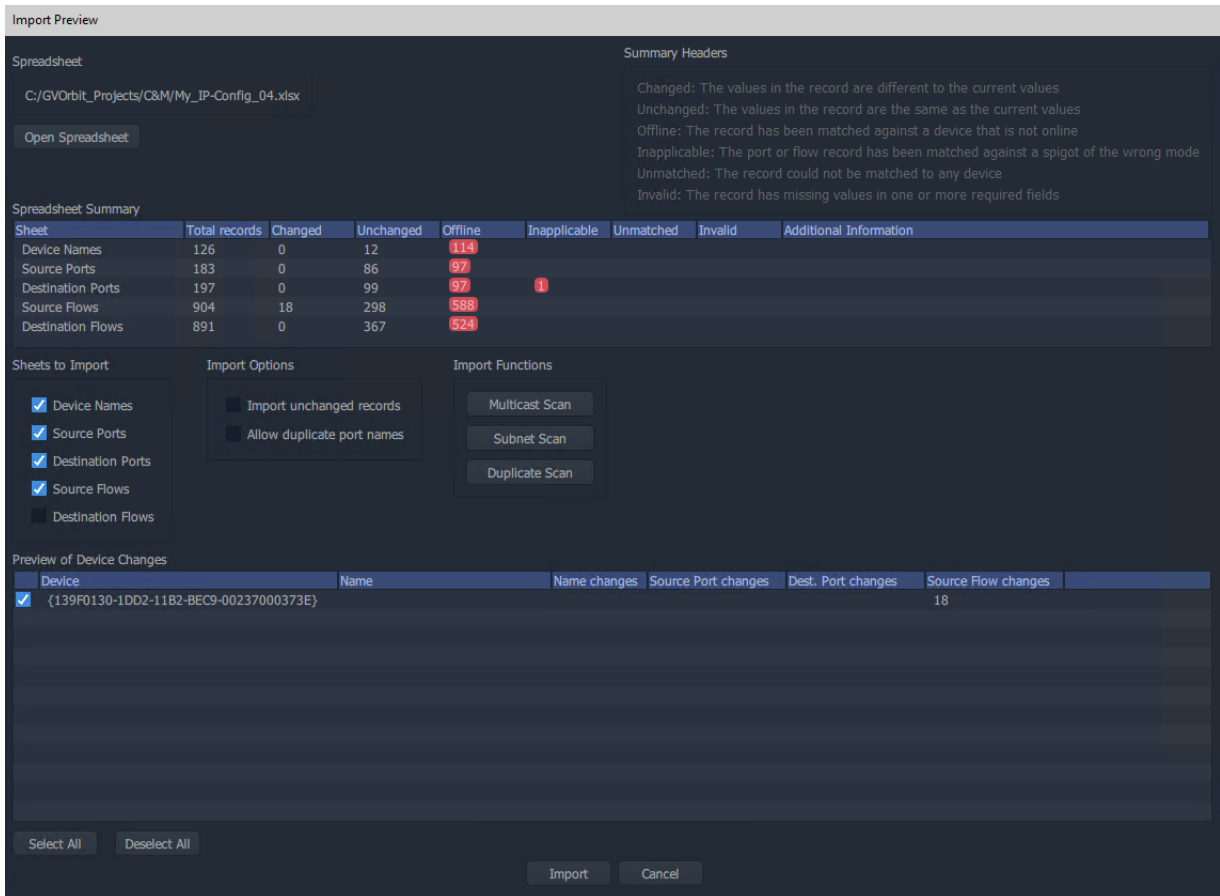 Import Preview
Spreadsheet
C:/GVOrbit_Projects/C&M/My_IP-Config_04.xlsx
Open Spreadsheet
Summary Headers
Changed: The values in the record are different to the current values
Unchanged: The values in the record are the same as the current values
Offline: The record has been matched against a device that is not online
Inapplicable: The port or flow record has been matched against a spigot of the wrong mode
Unmatched: The record could not be matched to any device
Invalid: The record has missing values in one or more required fields
Spreadsheet Summary
Sheet Total records Changed Unchanged Offline Inapplicable Unmatched Invalid Additional Information
Device Names 126 0 12 114
Source Ports 183 0 86 97
Destination Ports 197 0 99 97 1
Source Flows 904 18 298 588
Destination Flows 891 0 367 524
Sheets to Import
Device Names
Source Ports
Destination Ports
Source Flows
Destination Flows
Import Options
Import unchanged records
Allow duplicate port names
Import Functions
Multicast Scan
Subnet Scan
Duplicate Scan
Preview of Device Changes
Device Name Name changes Source Port changes Dest. Port changes Source Flow changes
{139F0130-1DD2-11B2-BEC9-00237000373E} 18
Select All Deselect All
Import Cancel